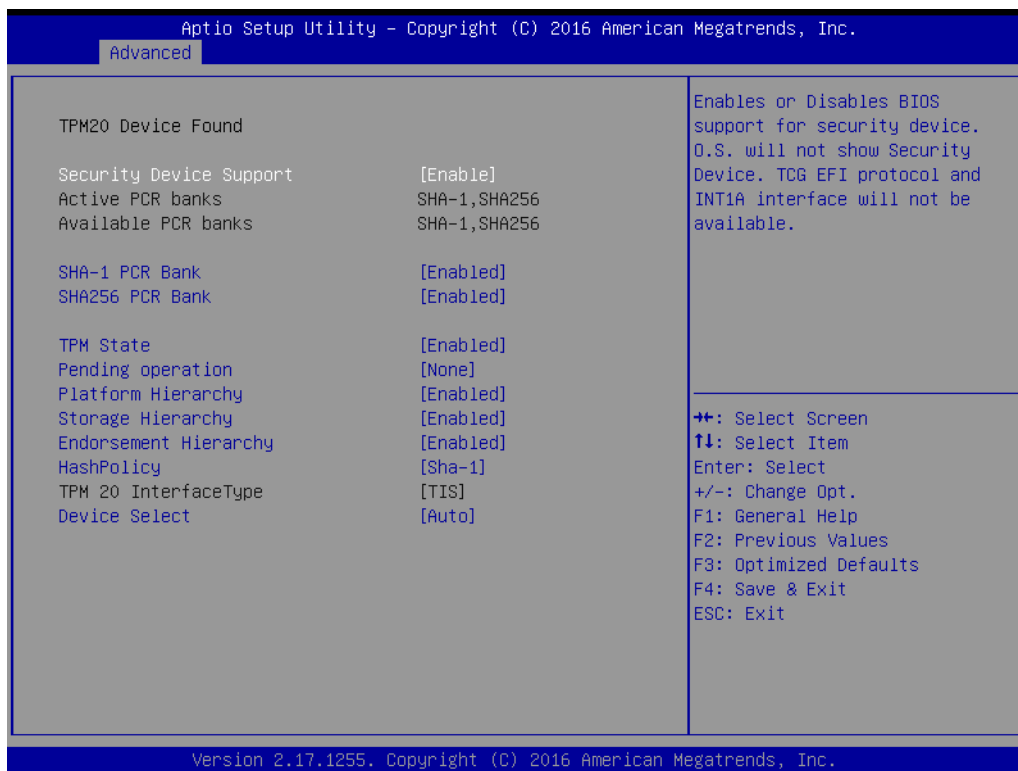 Aptio Setup Utility – Copyright (C) 2016 American Megatrends, Inc.
Advanced
TPM20 Device Found
Security Device Support [Enable]
Active PCR banks SHA-1,SHA256
Available PCR banks SHA-1,SHA256
SHA-1 PCR Bank [Enabled]
SHA256 PCR Bank [Enabled]
TPM State [Enabled]
Pending operation [None]
Platform Hierarchy [Enabled]
Storage Hierarchy [Enabled]
Endorsement Hierarchy [Enabled]
HashPolicy [Sha-1]
TPM 20 InterfaceType [TIS]
Device Select [Auto]
Enables or Disables BIOS
support for security device.
O.S. will not show Security
Device. TCG EFI protocol and
INT1A interface will not be
available.
→←: Select Screen
↑↓: Select Item
Enter: Select
+/-: Change Opt.
F1: General Help
F2: Previous Values
F3: Optimized Defaults
F4: Save & Exit
ESC: Exit
Version 2.17.1255. Copyright (C) 2016 American Megatrends, Inc.